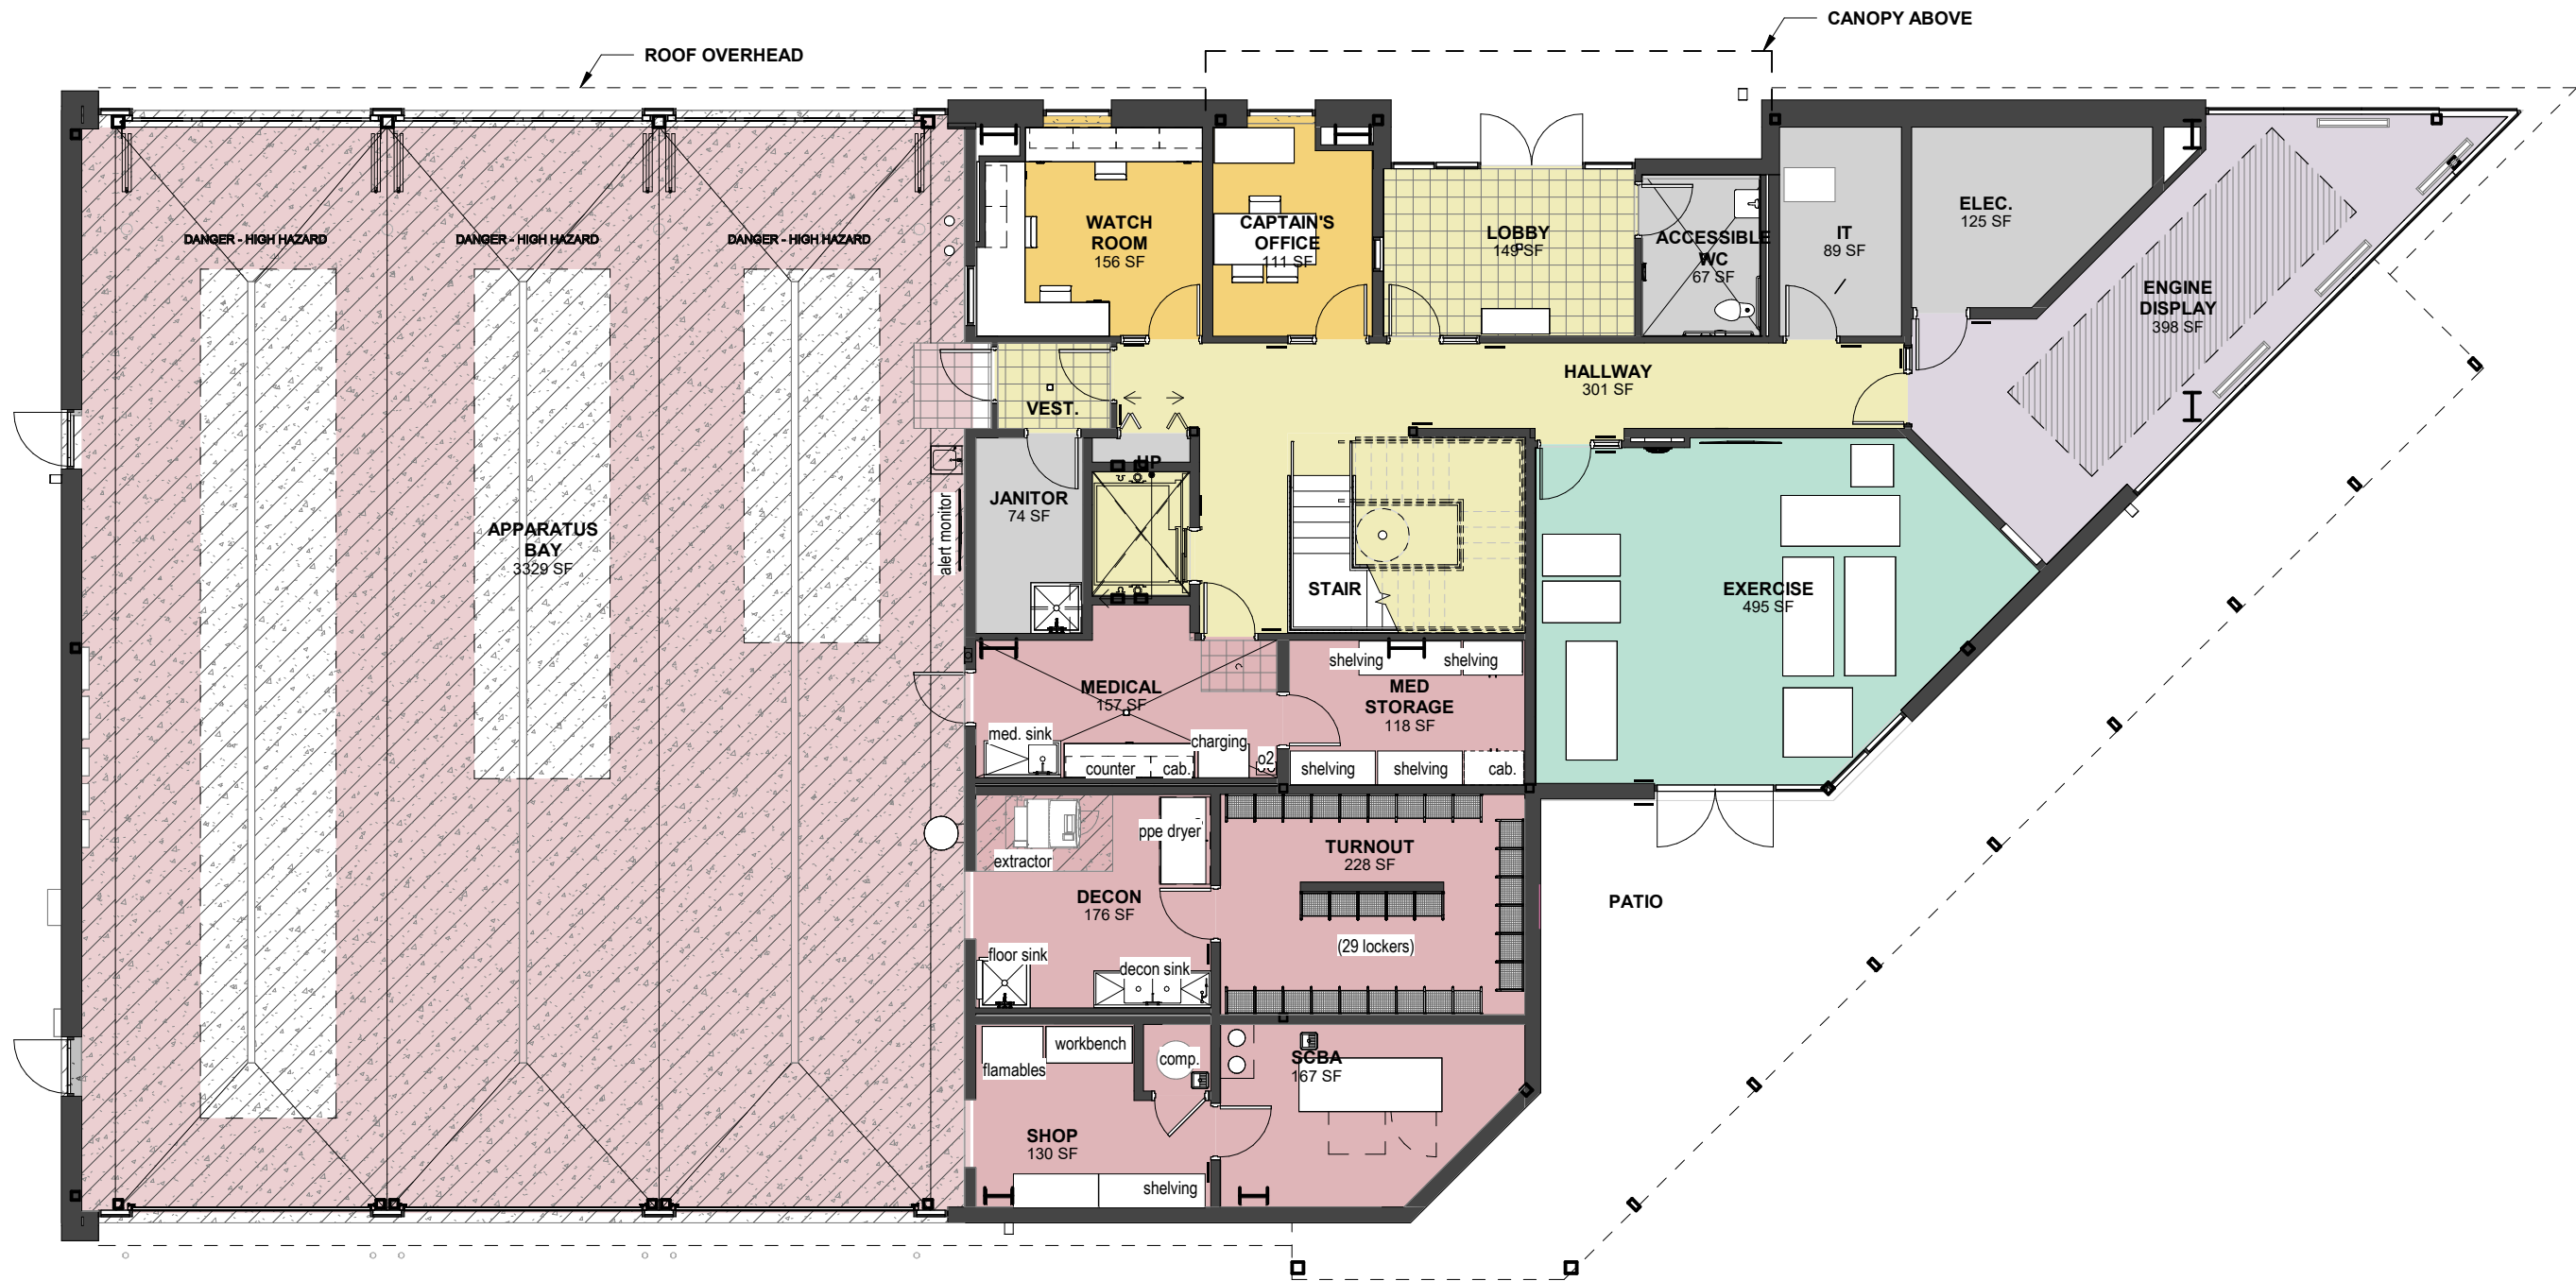 CANOPY ABOVE
ROOF OVERHEAD
WATCH
ROOM
156 SF
CAPTAIN'S
OFFICE
111 SF
LOBBY
149 SF
ACCESSIBLE
WC
67 SF
IT
89 SF
ELEC.
125 SF
ENGINE
DISPLAY
398 SF
DANGER - HIGH HAZARD
DANGER - HIGH HAZARD
DANGER - HIGH HAZARD
HALLWAY
301 SF
VEST.
HP
JANITOR
74 SF
alert monitor
APPARATUS
BAY
3329 SF
STAIR
EXERCISE
495 SF
MEDICAL
157 SF
med. sink
counter
cab.
charging
o2
shelving
shelving
MED
STORAGE
118 SF
shelving
shelving
cab.
extractor
ppe dryer
DECON
176 SF
floor sink
decon sink
TURNOUT
228 SF
(29 lockers)
PATIO
flamables
workbench
comp.
SHOP
130 SF
shelving
SCBA
167 SF